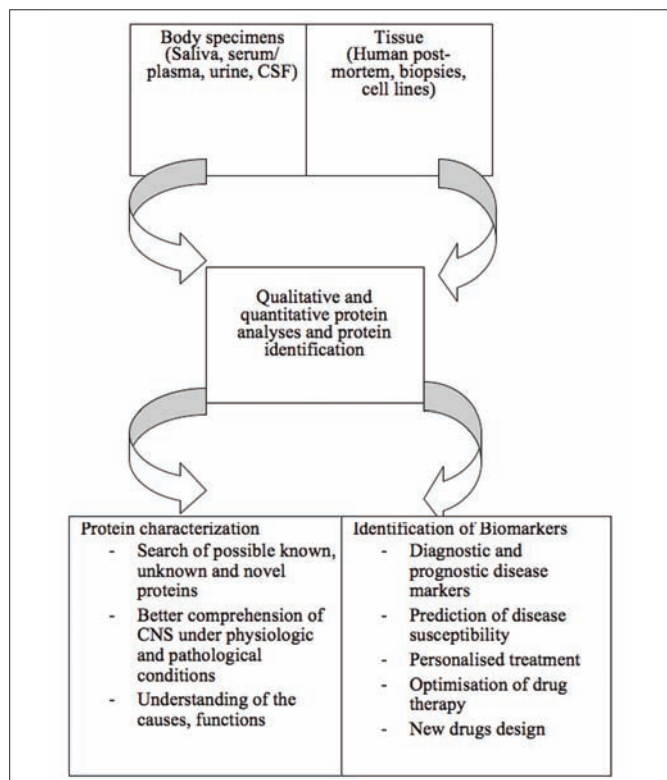 Body specimens
(Saliva, serum/
plasma, urine, CSF)
Tissue
(Human post-
mortem, biopsies,
cell lines)
Qualitative and
quantitative protein
analyses and protein
identification
Protein characterization
- Search of possible known,
unknown and novel
proteins
- Better comprehension of
CNS under physiologic
and pathological
conditions
- Understanding of the
causes, functions
Identification of Biomarkers
- Diagnostic and
prognostic disease
markers
- Prediction of disease
susceptibility
- Personalised treatment
- Optimisation of drug
therapy
- New drugs design